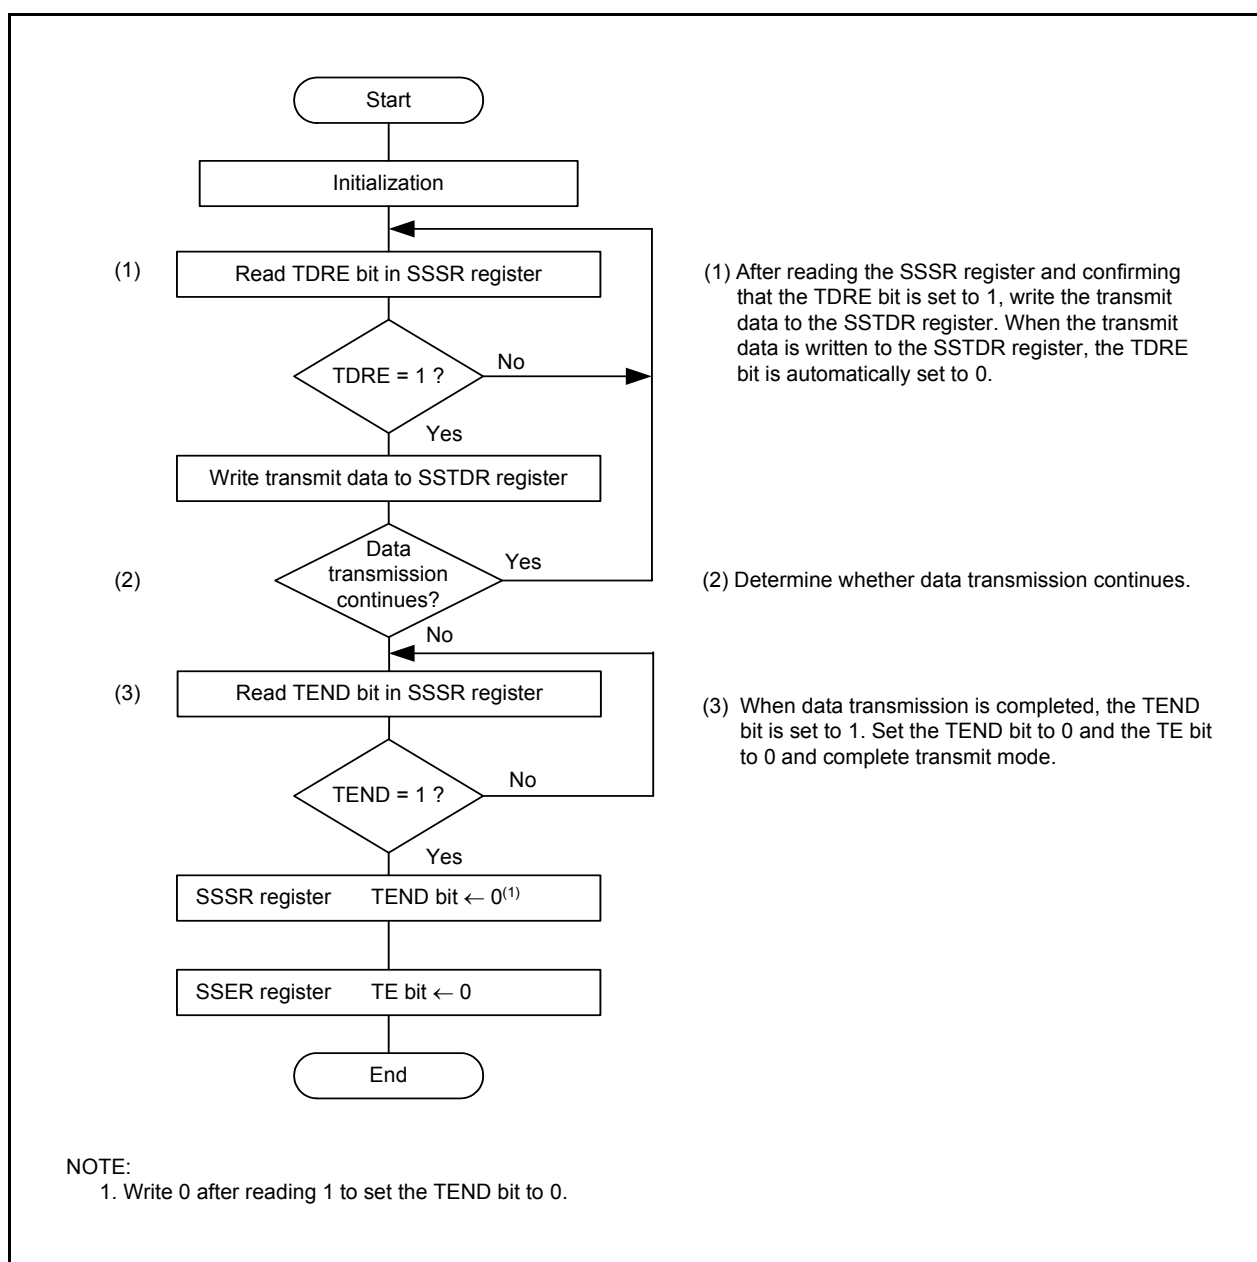 Start
Initialization
(1)
Read TDRE bit in SSSR register
TDRE = 1 ?
No
Yes
Write transmit data to SSTDR register
(2)
Data
transmission
continues?
Yes
No
(3)
Read TEND bit in SSSR register
TEND = 1 ?
No
Yes
SSSR register TEND bit ← 0(1)
SSER register TE bit ← 0
End
(1) After reading the SSSR register and confirming
that the TDRE bit is set to 1, write the transmit
data to the SSTDR register. When the transmit
data is written to the SSTDR register, the TDRE
bit is automatically set to 0.
(2) Determine whether data transmission continues.
(3) When data transmission is completed, the TEND
bit is set to 1. Set the TEND bit to 0 and the TE bit
to 0 and complete transmit mode.
NOTE:
1. Write 0 after reading 1 to set the TEND bit to 0.